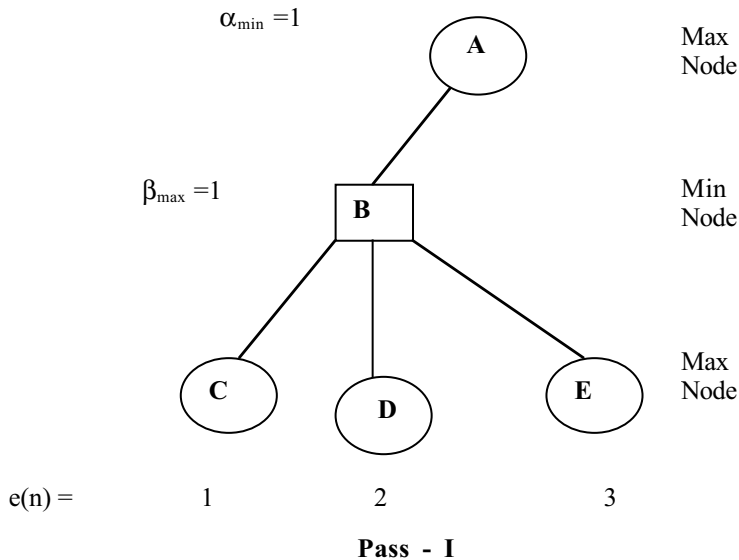 α_min =1
A
Max
Node
β_max =1
B
Min
Node
C
D
E
Max
Node
e(n) = 1 2 3
Pass - I